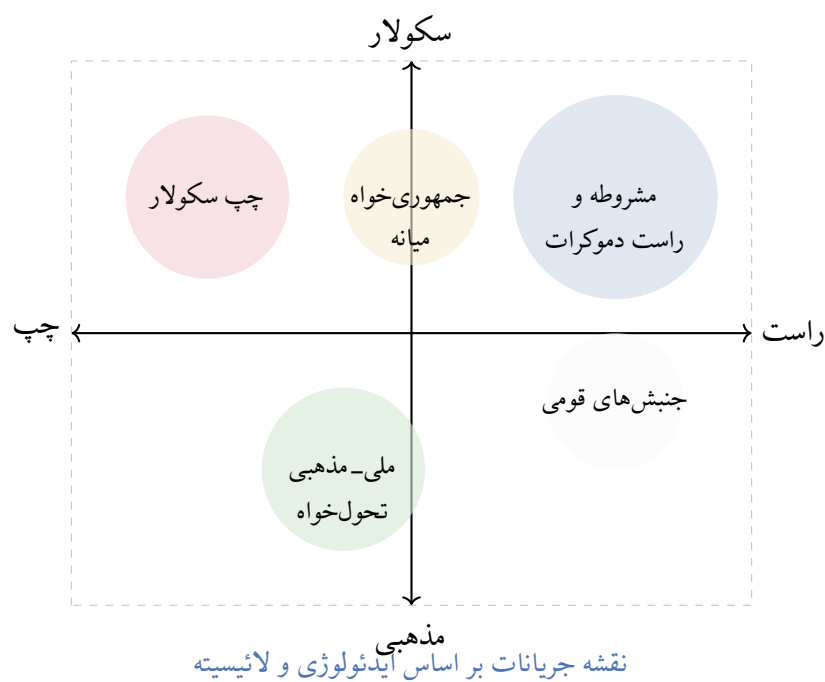 سکولار
مشروطه و
راست دموکرات
جمهوری‌خواه
میانه
چپ سکولار
راست
چپ
جنبش‌های قومی
ملی–مذهبی
تحول‌خواه
مذهبی
نقشه جریانات بر اساس ایدئولوژی و لائیسیته